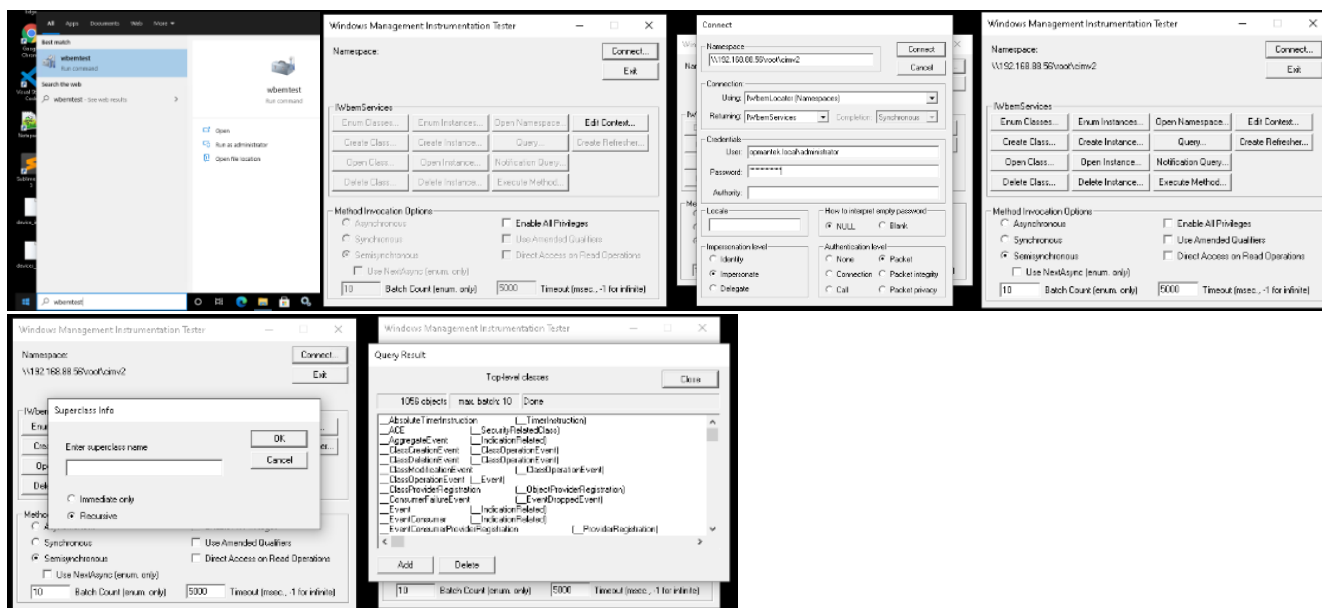 All Apps Documents Web More
Best match
wbemtest
Run command
Search the web
wbemtest - See web results
wbemtest
Run command
Open
Run as administrator
Open file location
wbemtest
Windows Management Instrumentation Tester
Namespace:
Connect...
Exit
IWbemServices
Enum Classes... Enum Instances... Open Namespace... Edit Context...
Create Class... Create Instance... Query... Create Refresher...
Open Class... Open Instance... Notification Query...
Delete Class... Delete Instance... Execute Method...
Method Invocation Options
Asynchronous
Enable All Privileges
Synchronous
Use Amended Qualifiers
Semisynchronous
Direct Access on Read Operations
Use NextAsync (enum. only)
10 Batch Count (enum. only) 5000 Timeout (msec., -1 for infinite)
Connect
Namespace
\\192.168.88.56\root\cimv2
Connect
Cancel
Connection
Using: IWbemLocator (Namespaces)
Returning: IWbemServices Completion: Synchronous
Credentials
User: opmantek.local\administrator
Password: ************
Authority:
Locale
How to interpret empty password
NULL Blank
Impersonation level
Authentication level
Identify
None Packet
Impersonate
Connection Packet integrity
Delegate
Call Packet privacy
Windows Management Instrumentation Tester
Namespace:
\\192.168.88.56\root\cimv2
Connect...
Exit
IWbemServices
Enum Classes... Enum Instances... Open Namespace... Edit Context...
Create Class... Create Instance... Query... Create Refresher...
Open Class... Open Instance... Notification Query...
Delete Class... Delete Instance... Execute Method...
Method Invocation Options
Asynchronous
Enable All Privileges
Synchronous
Use Amended Qualifiers
Semisynchronous
Direct Access on Read Operations
Use NextAsync (enum. only)
10 Batch Count (enum. only) 5000 Timeout (msec., -1 for infinite)
Windows Management Instrumentation Tester
Namespace:
\\192.168.88.56\root\cimv2
Connect...
Exit
Superclass Info
Enter superclass name
OK
Cancel
Immediate only
Recursive
Synchronous
Use Amended Qualifiers
Semisynchronous
Direct Access on Read Operations
Use NextAsync (enum. only)
10 Batch Count (enum. only) 5000 Timeout (msec., -1 for infinite)
Windows Management Instrumentation Tester
Query Result
Top-level classes
Close
1056 objects max. batch: 10 Done
__AbsoluteTimerInstruction (__TimerInstruction)
__ACE (__SecurityRelatedClass)
__AggregateEvent (__IndicationRelated)
__ClassCreationEvent (__ClassOperationEvent)
__ClassDeletionEvent (__ClassOperationEvent)
__ClassModificationEvent (__ClassOperationEvent)
__ClassOperationEvent (__Event)
__ClassProviderRegistration (__ObjectProviderRegistration)
__ConsumerFailureEvent (__EventDroppedEvent)
__Event (__IndicationRelated)
__EventConsumer (__IndicationRelated)
__EventConsumerProviderRegistration (__ProviderRegistration)
Add Delete
10 Batch Count (enum. only) 5000 Timeout (msec., -1 for infinite)